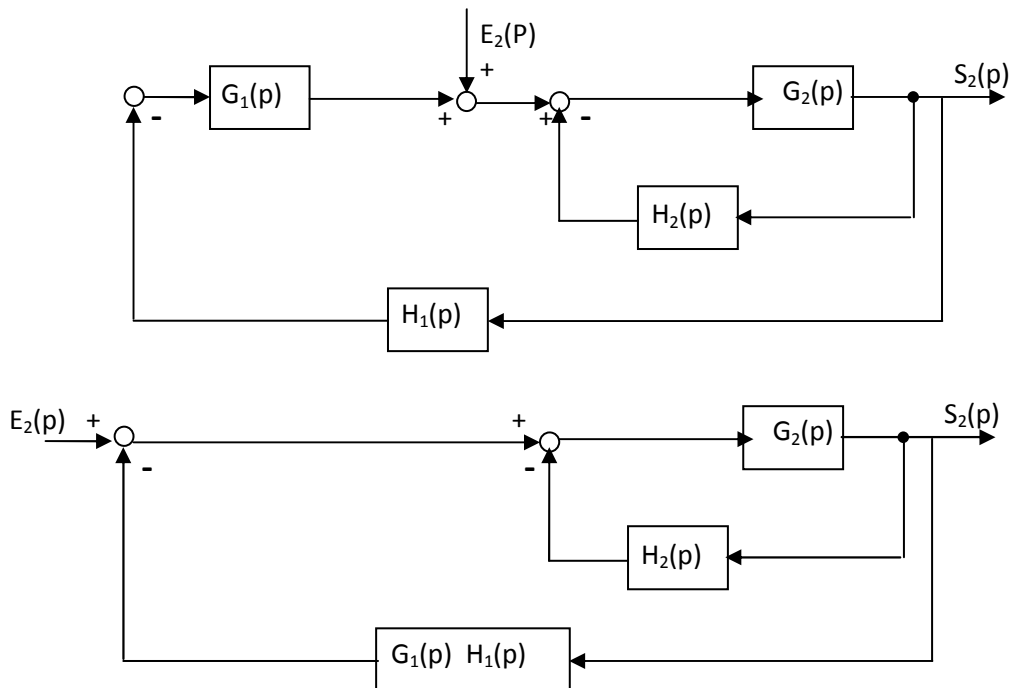 E₂(P)
+
S₂(p)
G₁(p)
G₂(p)
-
+
+
-
H₂(p)
H₁(p)
E₂(p)
+
+
G₂(p)
S₂(p)
-
-
H₂(p)
G₁(p) H₁(p)